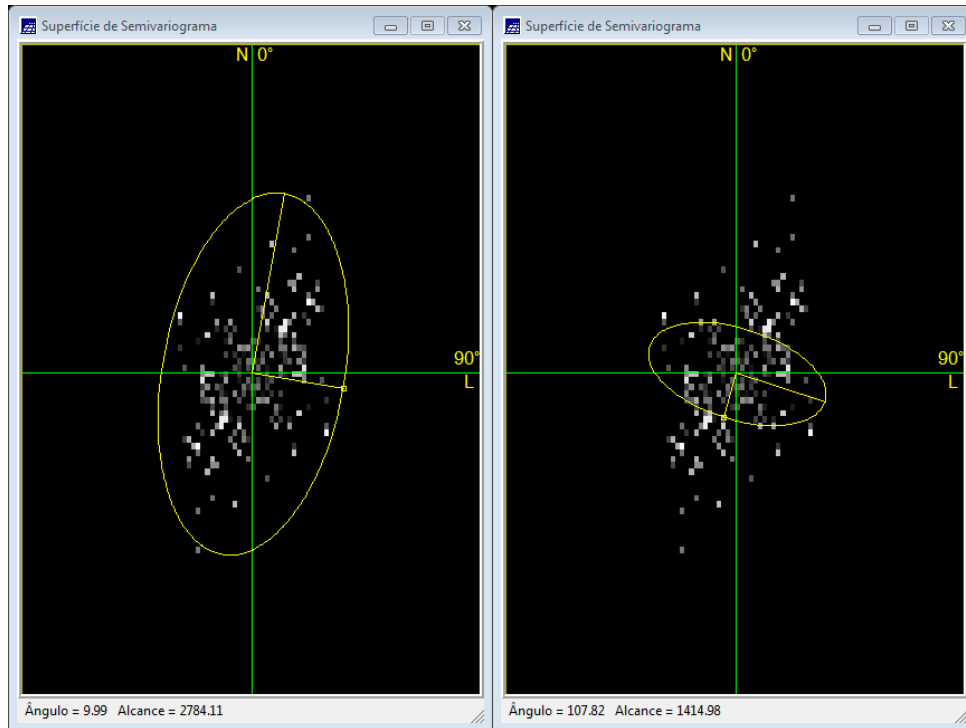 Superfície de Semivariograma
N 0°
90°
L
Ângulo = 9.99 Alcance = 2784.11
Superfície de Semivariograma
N 0°
90°
L
Ângulo = 107.82 Alcance = 1414.98